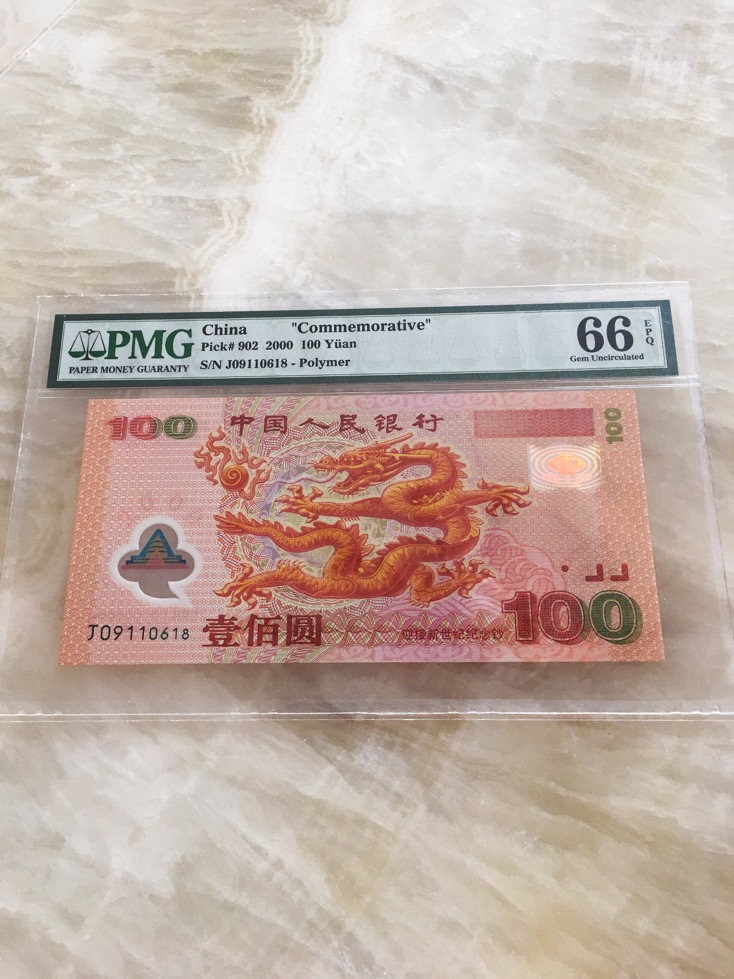 PMG
PAPER MONEY GUARANTY
China "Commemorative"
Pick# 902 2000 100 Yüan
S/N J09110618 - Polymer
66 EPQ
Gem Uncirculated
100 中国人民银行 100
J09110618 壹佰圆 迎接新世纪纪念钞 100